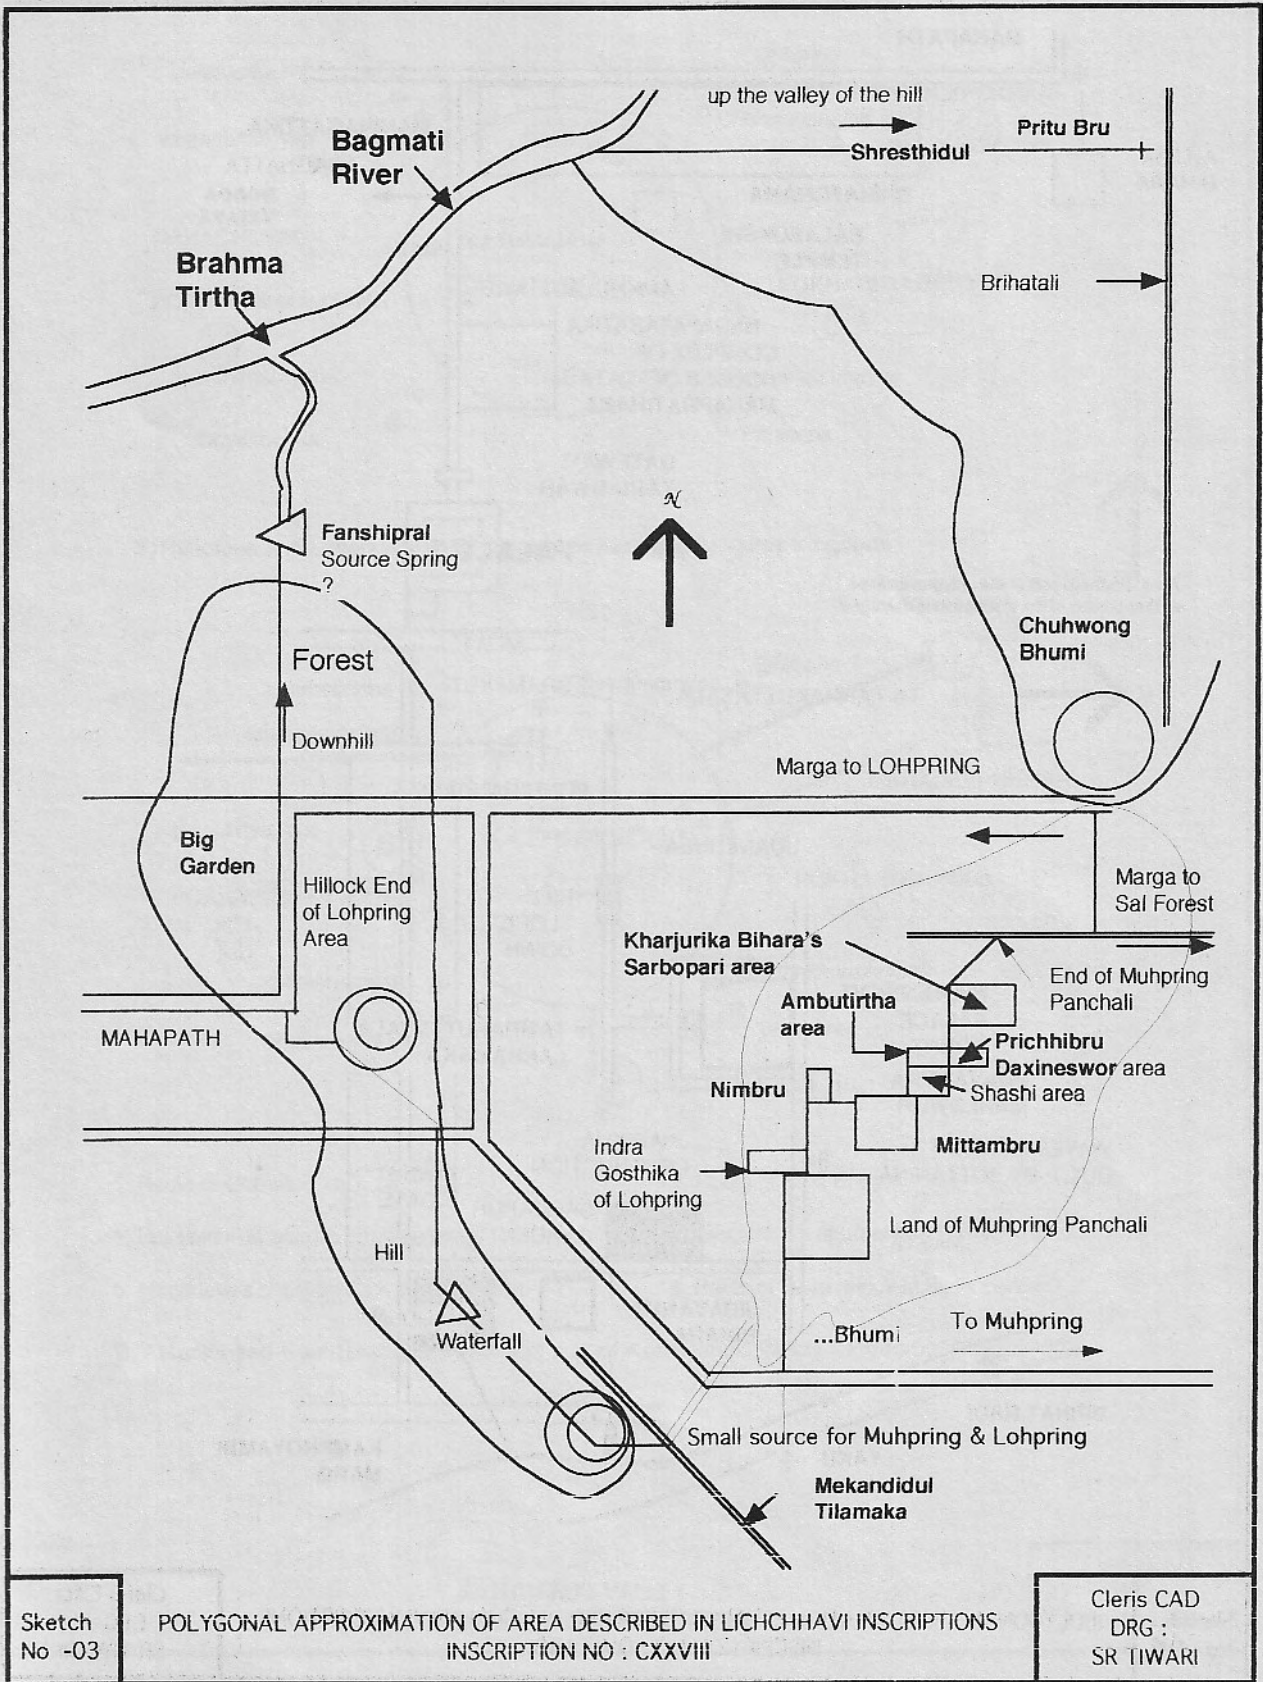 up the valley of the hill
Pritu Bru
Shresthidul
Bagmati
River
Brahma
Tirtha
Brihatali
N
Fanshipral
Source Spring
?
Forest
Downhill
Chuhwong
Bhumi
Marga to LOHPRING
Big
Garden
Hillock End
of Lohpring
Area
Marga to
Sal Forest
Kharjurika Bihara's
Sarbopari area
End of Muhpring
Panchali
Ambutirtha
area
MAHAPATH
Prichhibru
Daxineswor area
Shashi area
Nimbru
Mittambru
Indra
Gosthika
of Lohpring
Land of Muhpring Panchali
Hill
Waterfall
...Bhumi
To Muhpring
Small source for Muhpring & Lohpring
Mekandidul
Tilamaka
Sketch
No -03
POLYGONAL APPROXIMATION OF AREA DESCRIBED IN LICHCHHAVI INSCRIPTIONS
INSCRIPTION NO : CXXVIII
Cleris CAD
DRG :
SR TIWARI